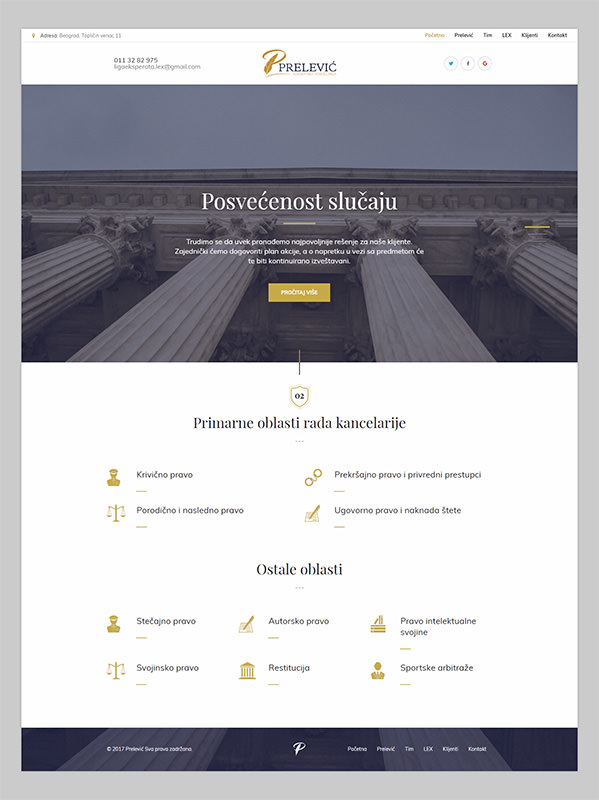 Adresa: Beograd, Topličin venac 11
Početna Prelević Tim LEX Klijenti Kontakt
011 32 82 975
ligaeksperata.lex@gmail.com
PRELEVIĆ
Posvećenost slučaju
Trudimo se da uvek pronađemo najpovoljnije rešenje za naše klijente.
Zajednički ćemo dogovoriti plan akcije, a o napretku u vezi sa predmetom će
te biti kontinuirano izveštavani.
PROČITAJ VIŠE
02
Primarne oblasti rada kancelarije
Krivično pravo
Prekršajno pravo i privredni prestupci
Porodično i nasledno pravo
Ugovorno pravo i naknada štete
Ostale oblasti
Stečajno pravo
Autorsko pravo
Pravo intelektualne
svojine
Svojinsko pravo
Restitucija
Sportske arbitraže
© 2017 Prelević Sva prava zadržana.
P
Početna Prelević Tim LEX Klijenti Kontakt